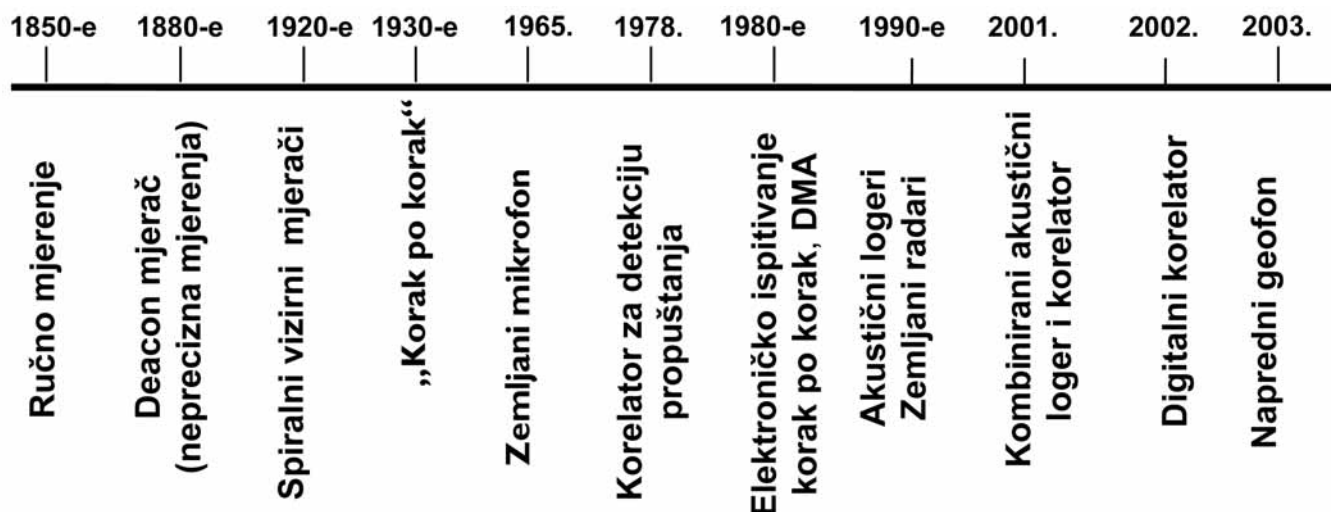 1850-e
1880-e
1920-e
1930-e
1965.
1978.
1980-e
1990-e
2001.
2002.
2003.
Ručno mjerenje
Deacon mjerač
(neprecizna mjerenja)
Spiralni vizirni mjerači
„Korak po korak“
Zemljani mikrofon
Korelator za detekciju
propuštanja
Elektroničko ispitivanje
korak po korak, DMA
Akustični logeri
Zemljani radari
Kombinirani akustični
loger i korelator
Digitalni korelator
Napredni geofon